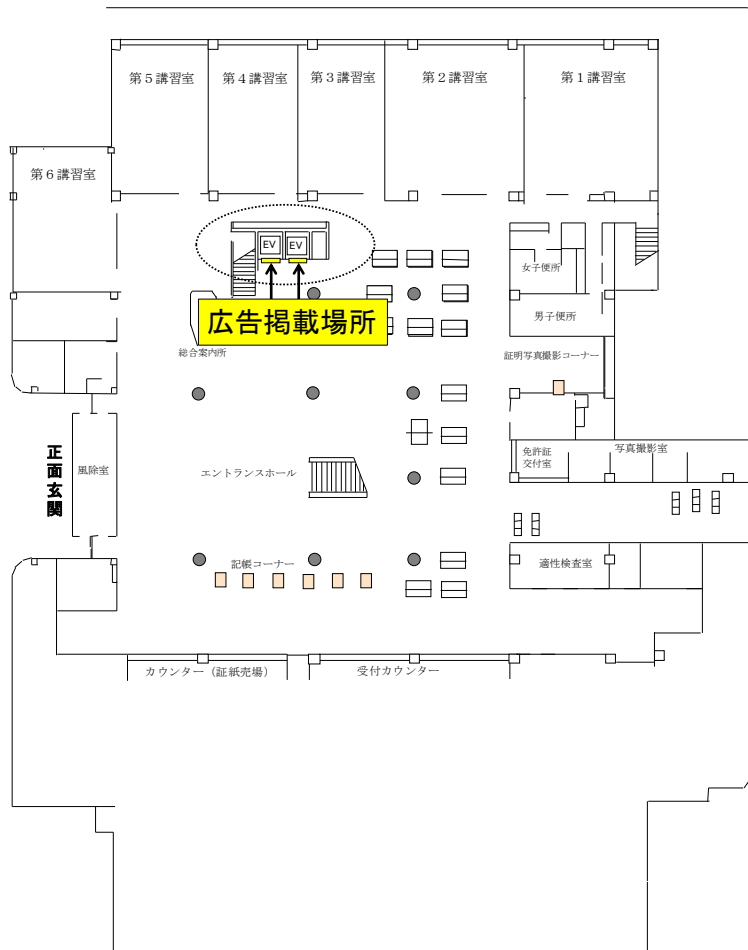 第５講習室
第４講習室
第３講習室
第２講習室
第１講習室
第６講習室
EV
EV
女子便所
広告掲載場所
男子便所
総合案内所
証明写真撮影コーナー
正面玄関
風除室
エントランスホール
免許証
交付室
写真撮影室
記帳コーナー
適性検査室
カウンター（証紙売場）
受付カウンター